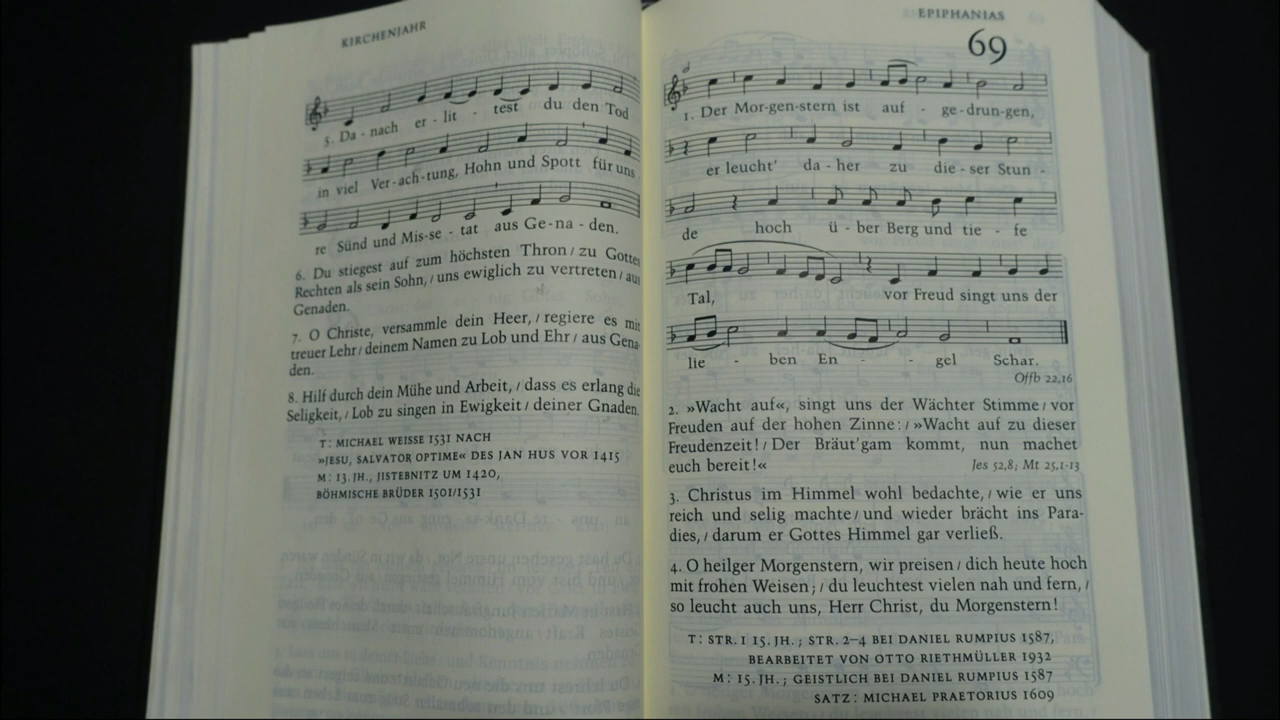 KIRCHENJAHR
5. Da - nach er - lit - test du den Tod
in viel Ver-ach-tung, Hohn und Spott für uns
re Sünd und Mis-se - tat aus Ge-na - den.
6. Du stiegest auf zum höchsten Thron / zu Gottes
Rechten als sein Sohn, / uns ewiglich zu vertreten / aus
Genaden.
7. O Christe, versammle dein Heer, / regiere es mit
treuer Lehr / deinem Namen zu Lob und Ehr / aus Gena-
den.
8. Hilf durch dein Mühe und Arbeit, / dass es erlang die
Seligkeit, / Lob zu singen in Ewigkeit / deiner Gnaden.
T: MICHAEL WEISSE 1531 NACH
»JESU, SALVATOR OPTIME« DES JAN HUS VOR 1415
M: 13. JH., JISTEBNITZ UM 1420,
BÖHMISCHE BRÜDER 1501/1531
EPIPHANIAS
69
1. Der Mor-gen-stern ist auf - ge-drun-gen,
er leucht' da - her zu die - ser Stun -
de hoch ü - ber Berg und tie - fe
Tal, vor Freud singt uns der
lie - ben En - gel Schar.
Offb 22,16
2. »Wacht auf«, singt uns der Wächter Stimme / vor
Freuden auf der hohen Zinne: / »Wacht auf zu dieser
Freudenzeit! / Der Bräut'gam kommt, nun machet
euch bereit!« Jes 52,8; Mt 25,1-13
3. Christus im Himmel wohl bedachte, / wie er uns
reich und selig machte / und wieder brächt ins Para-
dies, / darum er Gottes Himmel gar verließ.
4. O heilger Morgenstern, wir preisen / dich heute hoch
mit frohen Weisen; / du leuchtest vielen nah und fern, /
so leucht auch uns, Herr Christ, du Morgenstern!
T: STR. 1 15. JH.; STR. 2–4 BEI DANIEL RUMPIUS 1587,
BEARBEITET VON OTTO RIETHMÜLLER 1932
M: 15. JH.; GEISTLICH BEI DANIEL RUMPIUS 1587
SATZ: MICHAEL PRAETORIUS 1609